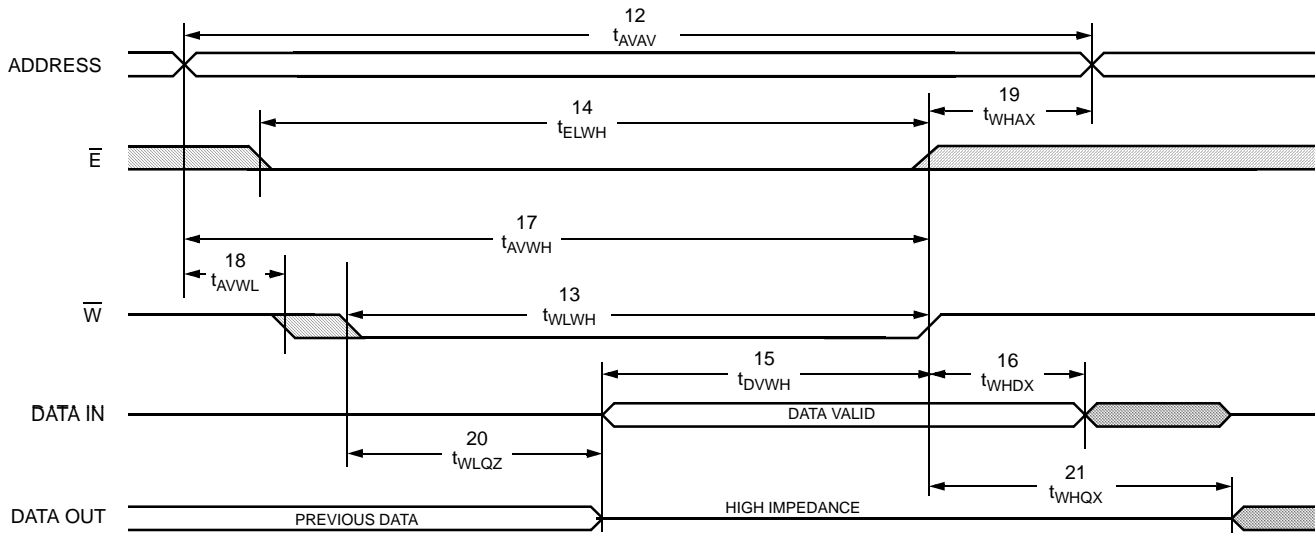 12
tAVAV
ADDRESS
14
tELWH
19
tWHAX
E
17
tAVWH
18
tAVWL
13
tWLWH
W
15
tDVWH
16
tWHDX
DATA IN
DATA VALID
20
tWLQZ
21
tWHQX
DATA OUT
PREVIOUS DATA
HIGH IMPEDANCE